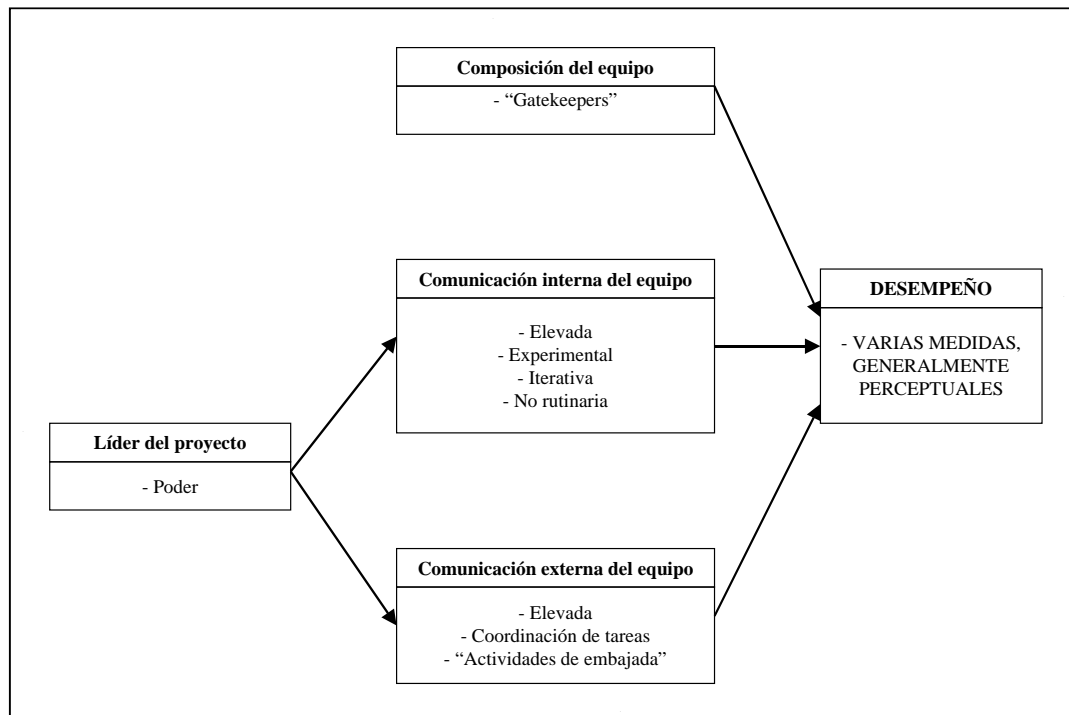 Composición del equipo
- “Gatekeepers”
Comunicación interna del equipo
- Elevada
- Experimental
- Iterativa
- No rutinaria
DESEMPEÑO
- VARIAS MEDIDAS,
GENERALMENTE
PERCEPTUALES
Líder del proyecto
- Poder
Comunicación externa del equipo
- Elevada
- Coordinación de tareas
- “Actividades de embajada”